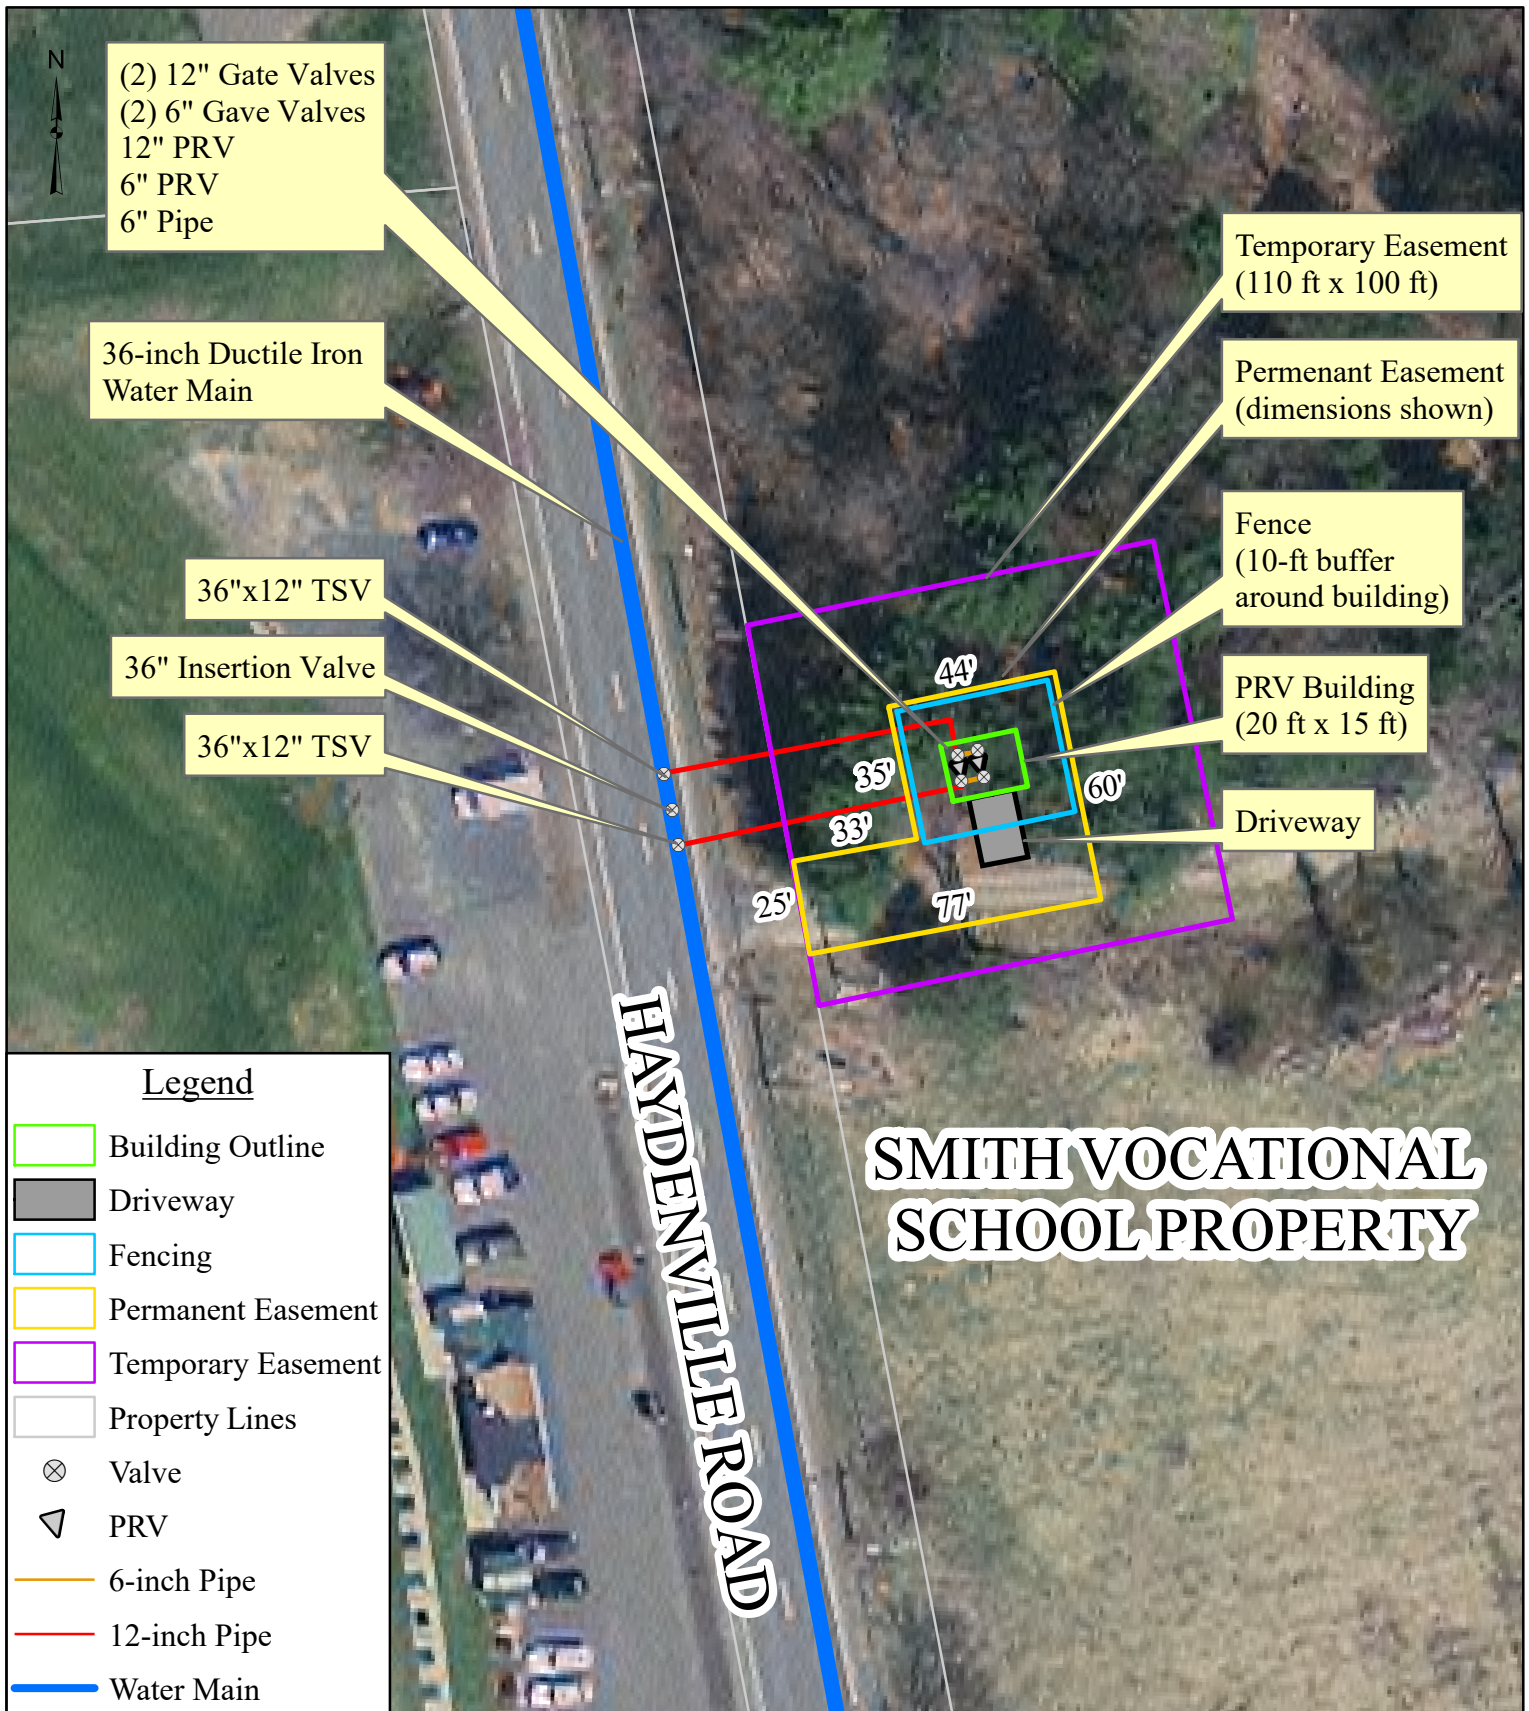 N
(2) 12" Gate Valves
(2) 6" Gave Valves
12" PRV
6" PRV
6" Pipe
36-inch Ductile Iron
Water Main
36"x12" TSV
36" Insertion Valve
36"x12" TSV
Temporary Easement
(110 ft x 100 ft)
Permenant Easement
(dimensions shown)
Fence
(10-ft buffer
around building)
PRV Building
(20 ft x 15 ft)
Driveway
44'
35'
60'
33'
25'
77'
HAYDENVILLE ROAD
SMITH VOCATIONAL
SCHOOL PROPERTY
Legend
Building Outline
Driveway
Fencing
Permanent Easement
Temporary Easement
Property Lines
Valve
PRV
6-inch Pipe
12-inch Pipe
Water Main